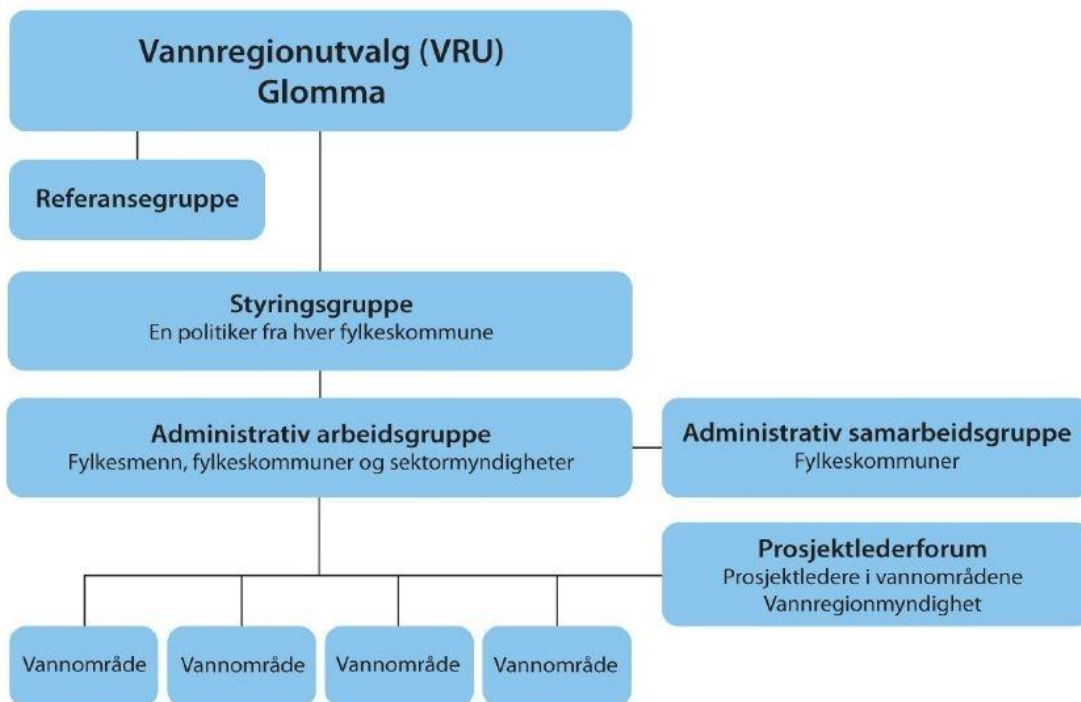 Vannregionutvalg (VRU)
Glomma
Referansegruppe
Styringsgruppe
En politiker fra hver fylkeskommune
Administrativ arbeidsgruppe
Fylkesmenn, fylkeskommuner og sektormyndigheter
Administrativ samarbeidsgruppe
Fylkeskommuner
Prosjektlederforum
Prosjektledere i vannområdene
Vannregionmyndighet
Vannområde
Vannområde
Vannområde
Vannområde